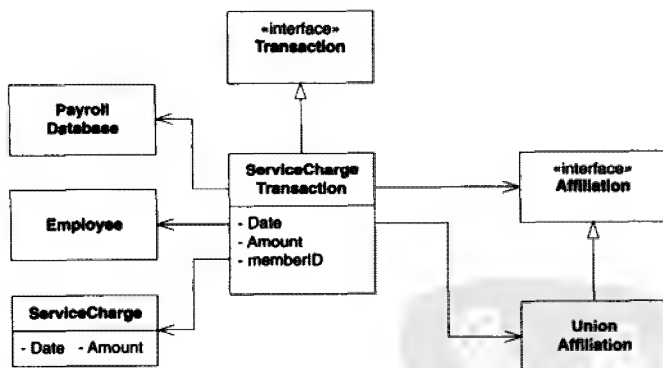 «interface»
Transaction
Payroll
Database
ServiceCharge
Transaction
- Date
- Amount
- memberID
«interface»
Affiliation
Employee
ServiceCharge
- Date - Amount
Union
Affiliation